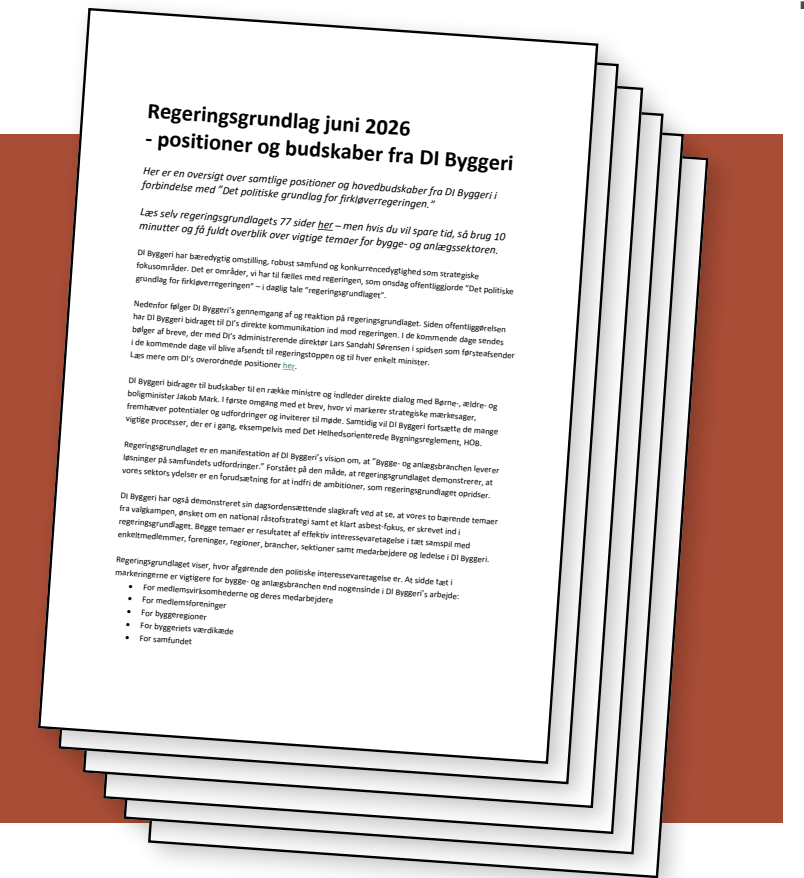 Regeringsgrundlag juni 2026
- positioner og budskaber fra DI Byggeri
Her er en oversigt over samtlige positioner og hovedbudskaber fra DI Byggeri i
forbindelse med "Det politiske grundlag for firkløverregeringen."
Læs selv regeringsgrundlagets 77 sider her – men hvis du vil spare tid, så brug 10
minutter og få fuldt overblik over vigtige temaer for bygge- og anlægssektoren.
DI Byggeri har bæredygtig omstilling, robust samfund og konkurrencedygtighed som strategiske
fokusområder. Det er områder, vi har til fælles med regeringen, som onsdag offentliggjorde "Det politiske
grundlag for firkløverregeringen" – i daglig tale "regeringsgrundlaget".
Nedenfor følger DI Byggeri's gennemgang af og reaktion på regeringsgrundlaget. Siden offentliggørelsen
har DI Byggeri bidraget til DI's direkte kommunikation ind mod regeringen. I de kommende dage sendes
bølger af breve, der med DI's administrerende direktør Lars Sandahl Sørensen i spidsen som førsteafsender
i de kommende dage vil blive afsendt til regeringstoppen og til hver enkelt minister.
Læs mere om DI's overordnede positioner her.
DI Byggeri bidrager til budskaber til en række ministre og indleder direkte dialog med Børne-, ældre- og
boligminister Jakob Mark. I første omgang med et brev, hvor vi markerer strategiske mærkesager,
fremhæver potentialer og udfordringer og inviterer til møde. Samtidig vil DI Byggeri fortsætte de mange
vigtige processer, der er i gang, eksempelvis med Det Helhedsorienterede Bygningsreglement, HOB.
Regeringsgrundlaget er en manifestation af DI Byggeri's vision om, at "Bygge- og anlægsbranchen leverer
løsninger på samfundets udfordringer." Forstået på den måde, at regeringsgrundlaget demonstrerer, at
vores sektors ydelser er en forudsætning for at indfri de ambitioner, som regeringsgrundlaget opridser.
DI Byggeri har også demonstreret sin dagsordensættende slagkraft ved at se, at vores to bærende temaer
fra valgkampen, ønsket om en national råstofstrategi samt et klart asbest-fokus, er skrevet ind i
regeringsgrundlaget. Begge temaer er resultatet af effektiv interessevaretagelse i tæt samspil med
enkeltmedlemmer, foreninger, regioner, brancher, sektioner samt medarbejdere og ledelse i DI Byggeri.
Regeringsgrundlaget viser, hvor afgørende den politiske interessevaretagelse er. At sidde tæt i
markeringerne er vigtigere for bygge- og anlægsbranchen end nogensinde i DI Byggeri's arbejde:
• For medlemsvirksomhederne og deres medarbejdere
• For medlemsforeninger
• For byggeregioner
• For byggeriets værdikæde
• For samfundet